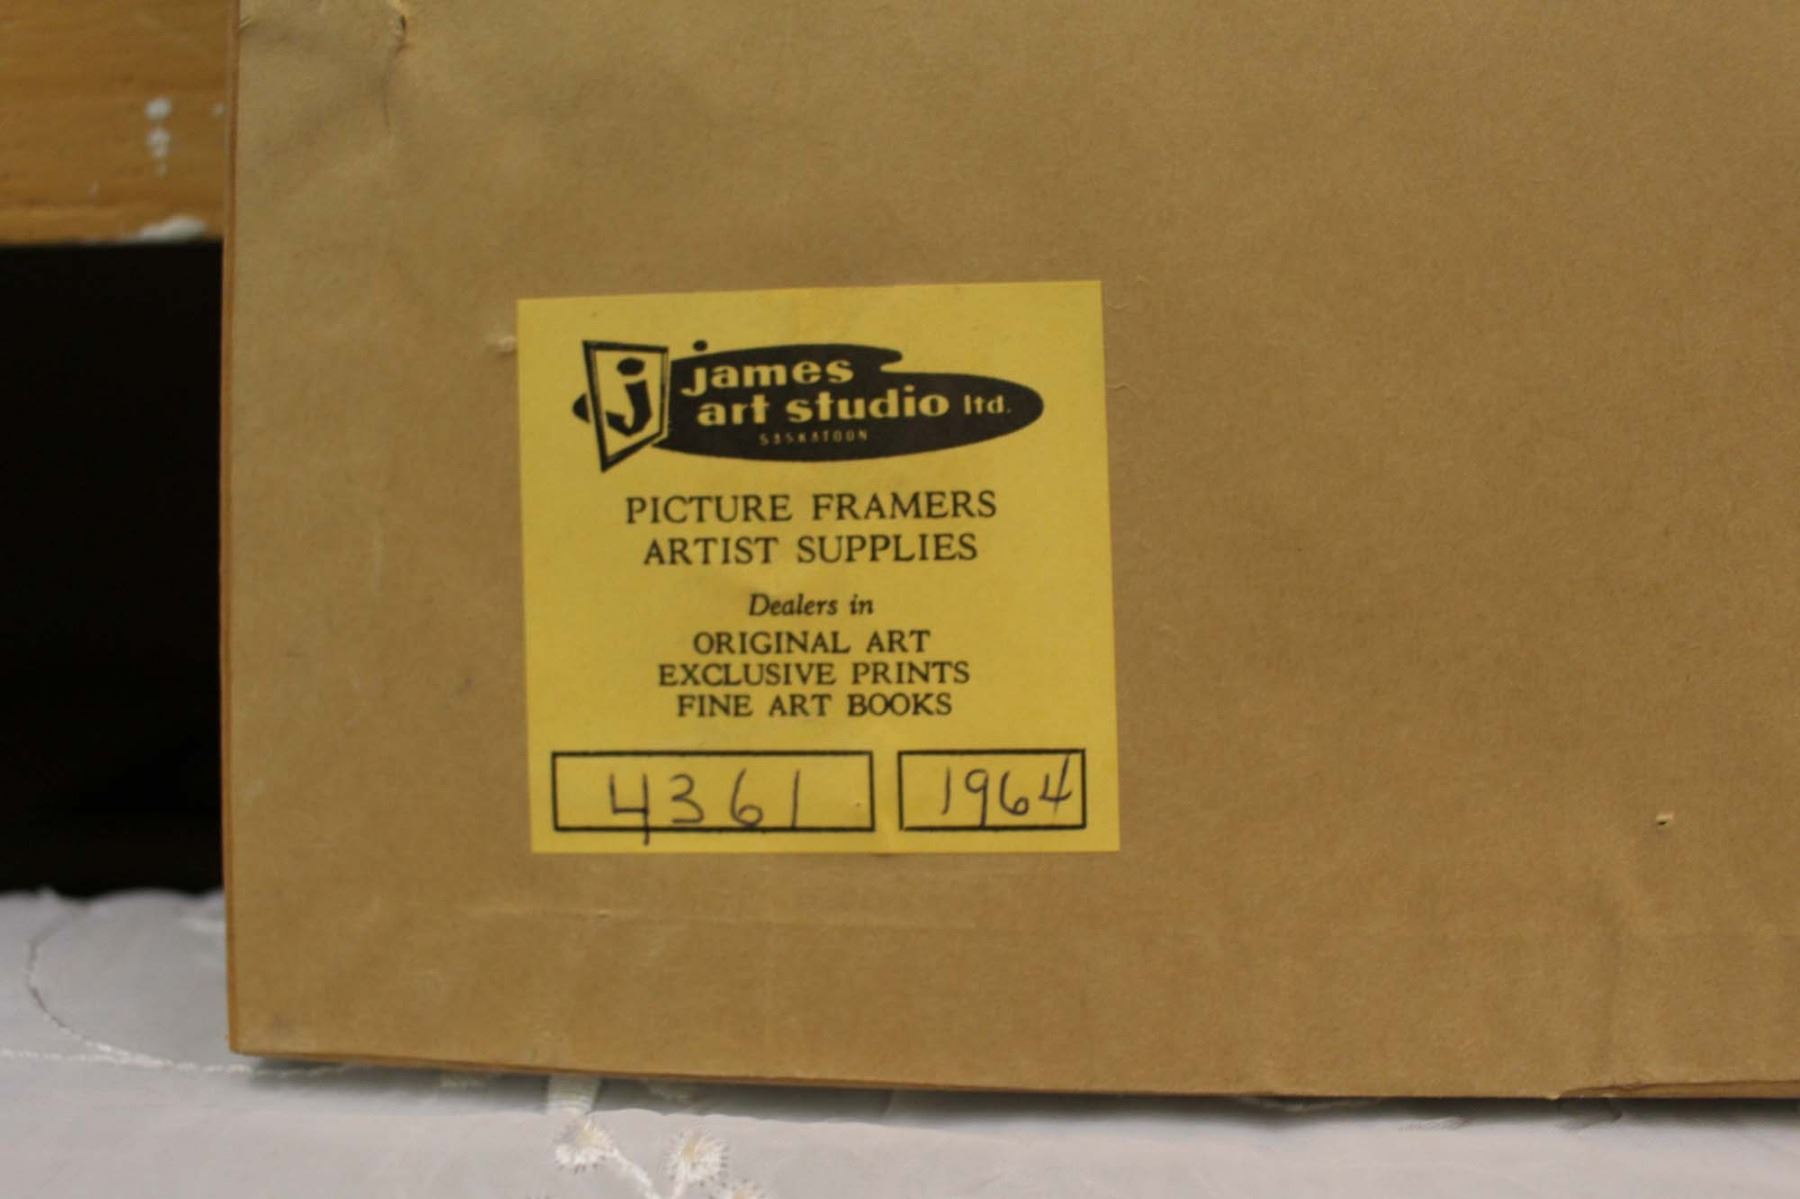 j
james
art studio ltd.
SASKATOON
PICTURE FRAMERS
ARTIST SUPPLIES
Dealers in
ORIGINAL ART
EXCLUSIVE PRINTS
FINE ART BOOKS
4361 1964